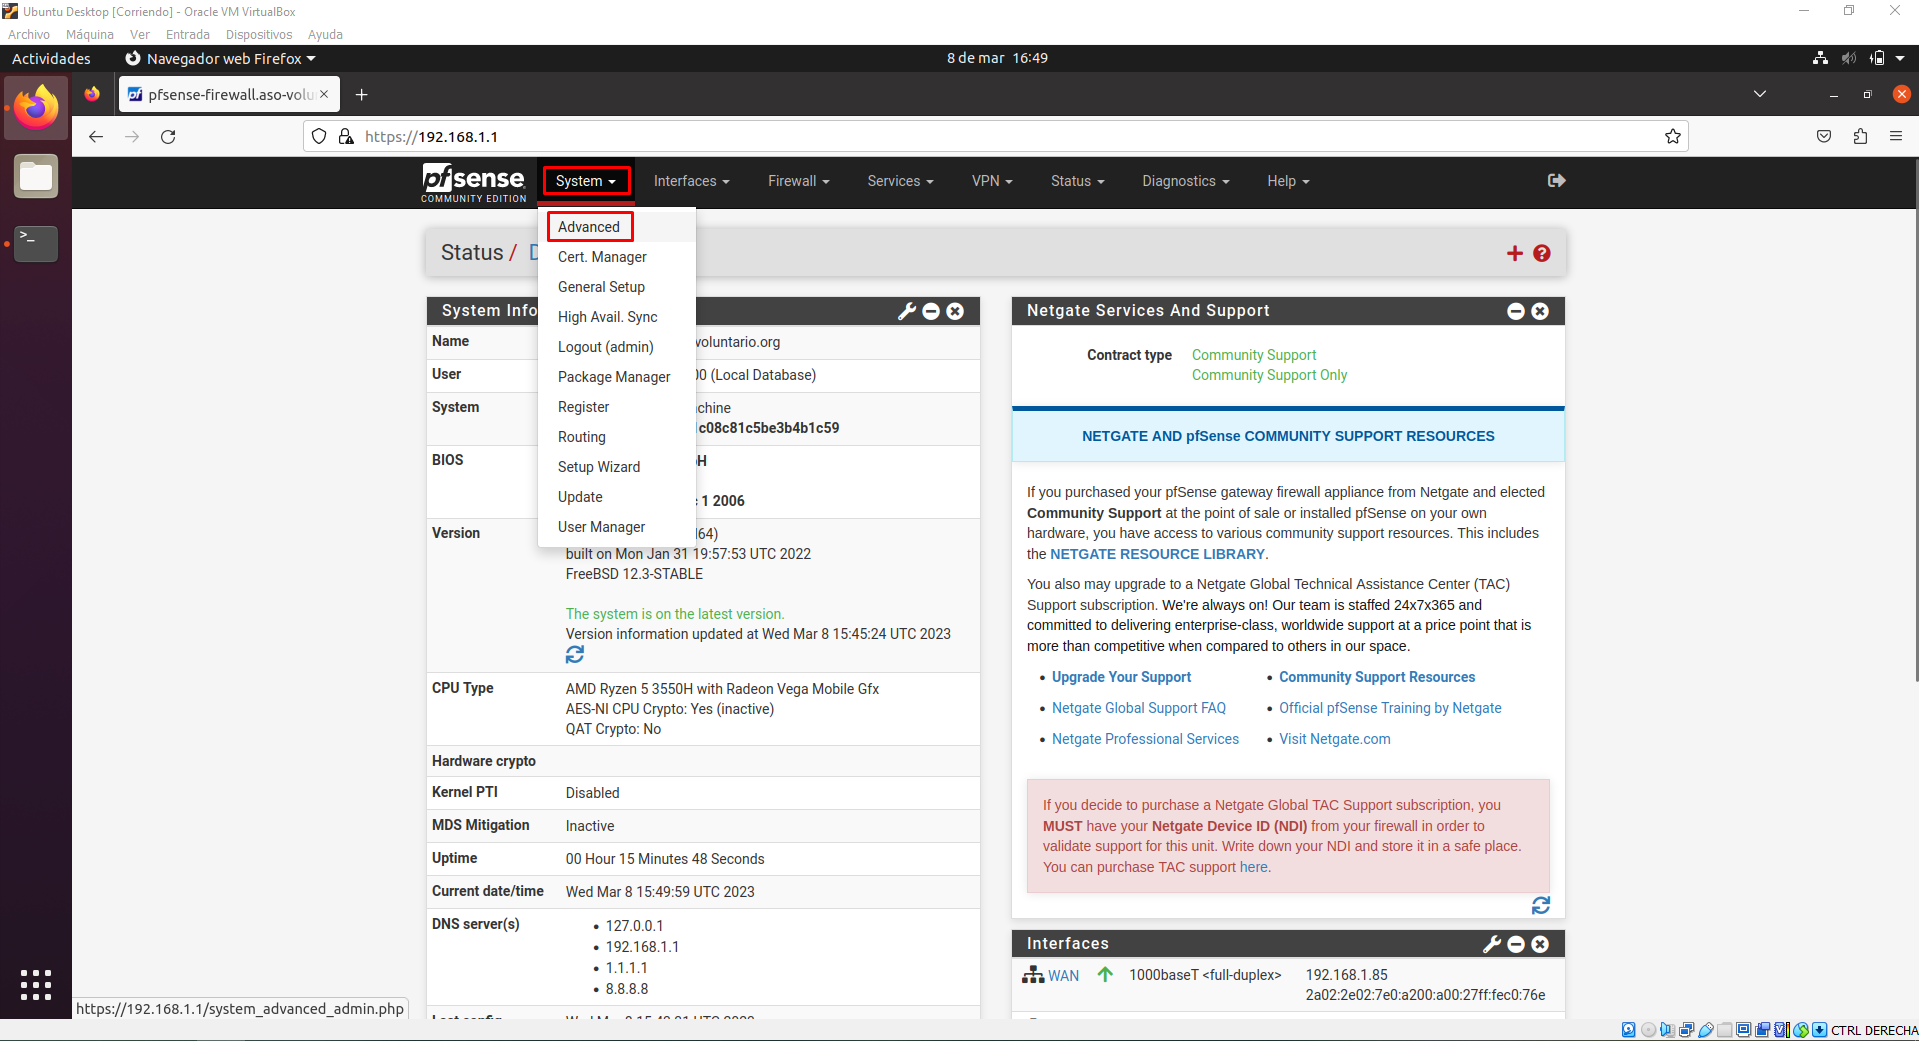 Ubuntu Desktop [Corriendo] - Oracle VM VirtualBox
Archivo Máquina Ver Entrada Dispositivos Ayuda
Actividades Navegador web Firefox 8 de mar 16:49
pfsense-firewall.aso-volu
https://192.168.1.1
pfsense
COMMUNITY EDITION
System Interfaces Firewall Services VPN Status Diagnostics Help
Advanced
Cert. Manager
General Setup
High Avail. Sync
Logout (admin)
Package Manager
Register
Routing
Setup Wizard
Update
User Manager
Status / D
System Info
Name voluntario.org
User 00 (Local Database)
System chine
1c08c81c5be3b4b1c59
BIOS
1 2006
Version 64)
built on Mon Jan 31 19:57:53 UTC 2022
FreeBSD 12.3-STABLE
The system is on the latest version.
Version information updated at Wed Mar 8 15:45:24 UTC 2023
CPU Type AMD Ryzen 5 3550H with Radeon Vega Mobile Gfx
AES-NI CPU Crypto: Yes (inactive)
QAT Crypto: No
Hardware crypto
Kernel PTI Disabled
MDS Mitigation Inactive
Uptime 00 Hour 15 Minutes 48 Seconds
Current date/time Wed Mar 8 15:49:59 UTC 2023
DNS server(s)
127.0.0.1
192.168.1.1
1.1.1.1
8.8.8.8
Netgate Services And Support
Contract type Community Support
Community Support Only
NETGATE AND pfSense COMMUNITY SUPPORT RESOURCES
If you purchased your pfSense gateway firewall appliance from Netgate and elected
Community Support at the point of sale or installed pfSense on your own
hardware, you have access to various community support resources. This includes
the NETGATE RESOURCE LIBRARY.
You also may upgrade to a Netgate Global Technical Assistance Center (TAC)
Support subscription. We're always on! Our team is staffed 24x7x365 and
committed to delivering enterprise-class, worldwide support at a price point that is
more than competitive when compared to others in our space.
Upgrade Your Support Community Support Resources
Netgate Global Support FAQ Official pfSense Training by Netgate
Netgate Professional Services Visit Netgate.com
If you decide to purchase a Netgate Global TAC Support subscription, you
MUST have your Netgate Device ID (NDI) from your firewall in order to
validate support for this unit. Write down your NDI and store it in a safe place.
You can purchase TAC support here.
Interfaces
WAN 1000baseT <full-duplex> 192.168.1.85
2a02:2e02:7e0:a200:a00:27ff:fec0:76e
https://192.168.1.1/system_advanced_admin.php
CTRL DERECHA